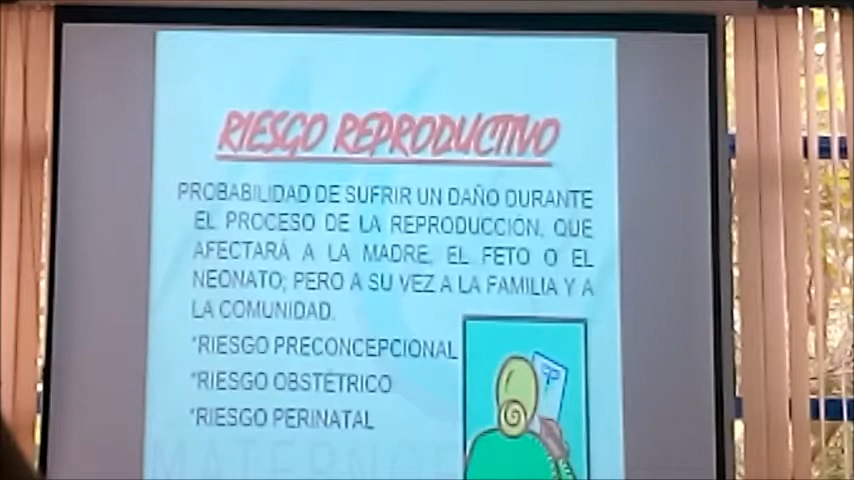 RIESGO REPRODUCTIVO
PROBABILIDAD DE SUFRIR UN DAÑO DURANTE
EL PROCESO DE LA REPRODUCCIÓN, QUE
AFECTARÁ A LA MADRE, EL FETO O EL
NEONATO; PERO A SU VEZ A LA FAMILIA Y A
LA COMUNIDAD.
*RIESGO PRECONCEPCIONAL
*RIESGO OBSTÉTRICO
*RIESGO PERINATAL